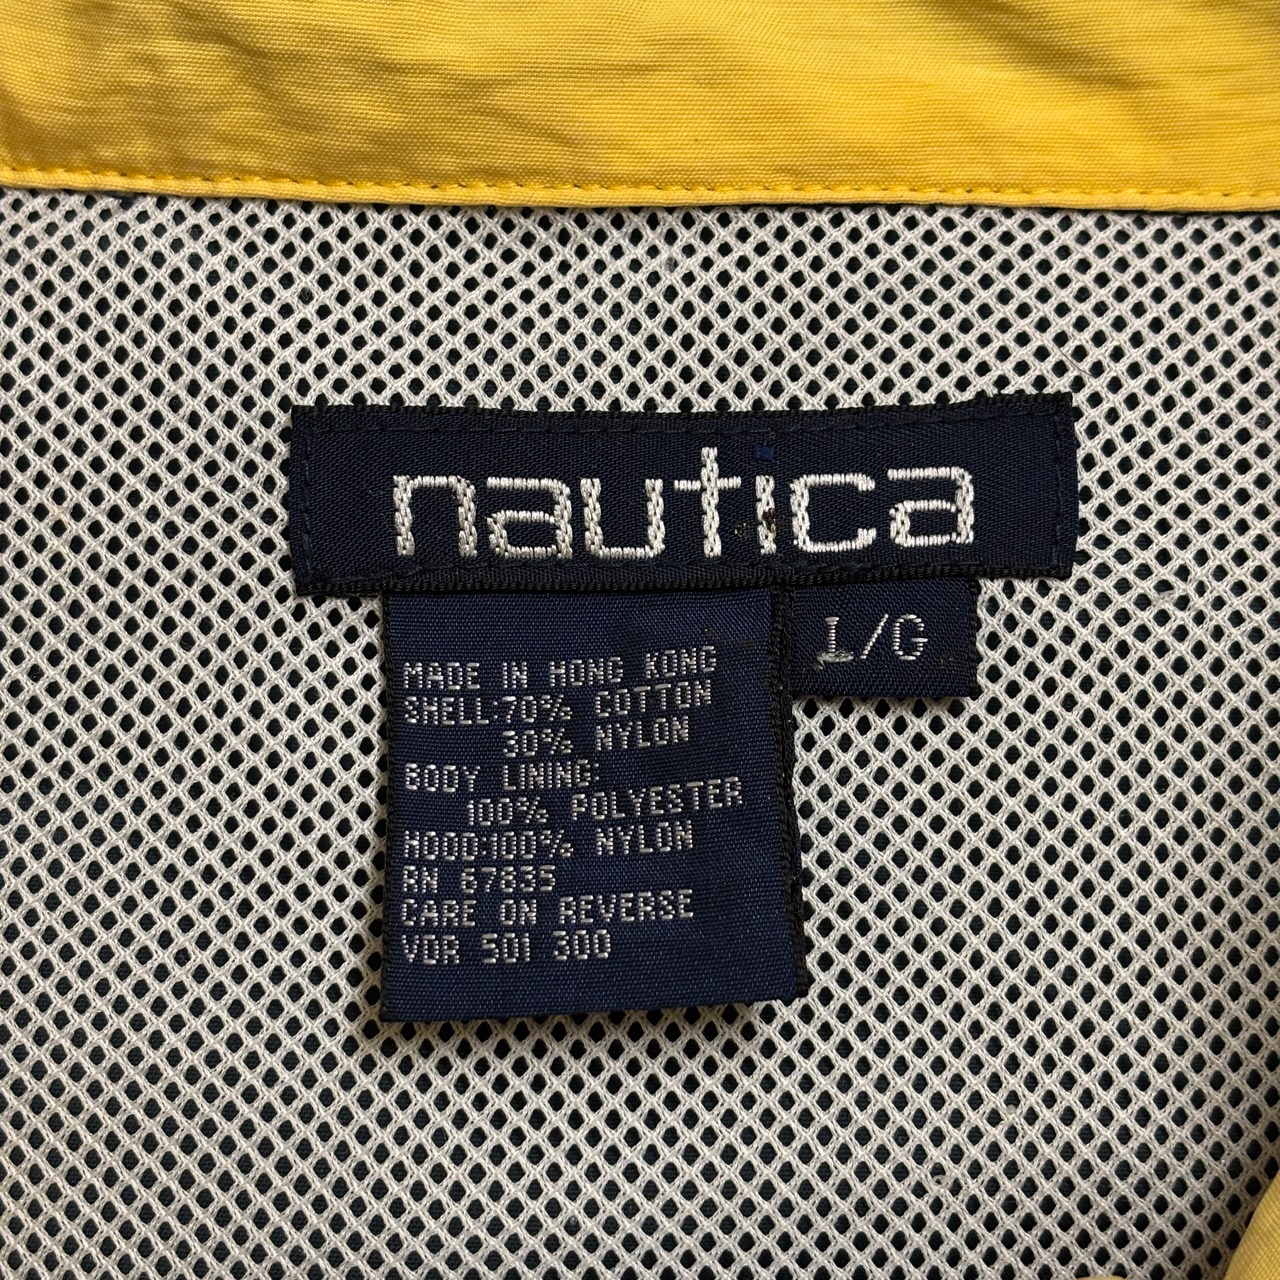 nautica
L/G
MADE IN HONG KONG
SHELL:70% COTTON
30% NYLON
BODY LINING:
100% POLYESTER
HOOD:100% NYLON
RN 67835
CARE ON REVERSE
VDR 501 300